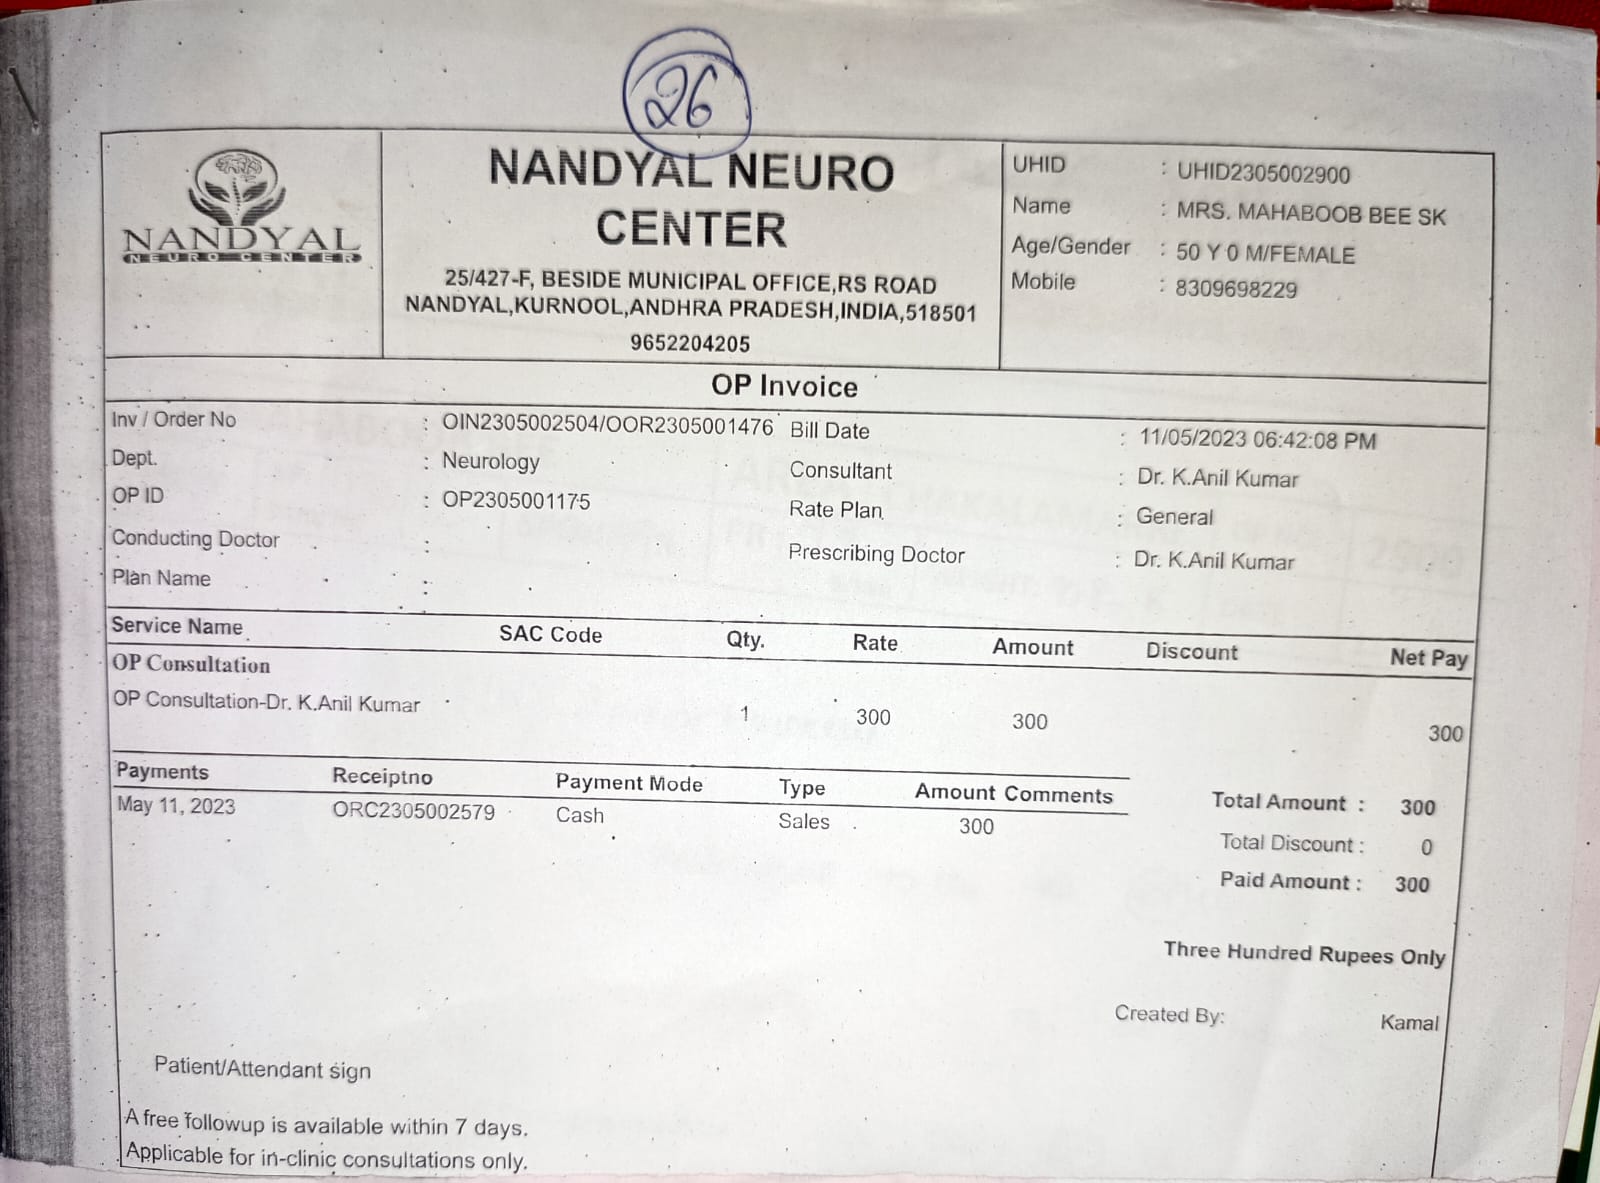 26
NANDYAL
NEURO CENTER
NANDYAL NEURO
CENTER
25/427-F, BESIDE MUNICIPAL OFFICE,RS ROAD
NANDYAL,KURNOOL,ANDHRA PRADESH,INDIA,518501
9652204205
UHID : UHID2305002900
Name : MRS. MAHABOOB BEE SK
Age/Gender : 50 Y 0 M/FEMALE
Mobile : 8309698229
OP Invoice
Inv / Order No : OIN2305002504/OOR2305001476 Bill Date : 11/05/2023 06:42:08 PM
Dept. : Neurology Consultant : Dr. K.Anil Kumar
OP ID : OP2305001175 Rate Plan : General
Conducting Doctor : Prescribing Doctor : Dr. K.Anil Kumar
Plan Name :
Service Name SAC Code Qty. Rate Amount Discount Net Pay
OP Consultation
OP Consultation-Dr. K.Anil Kumar 1 300 300 300
Payments Receiptno Payment Mode Type Amount Comments
May 11, 2023 ORC2305002579 Cash Sales 300
Total Amount : 300
Total Discount : 0
Paid Amount : 300
Three Hundred Rupees Only
Created By: Kamal
Patient/Attendant sign
A free followup is available within 7 days.
Applicable for in-clinic consultations only.